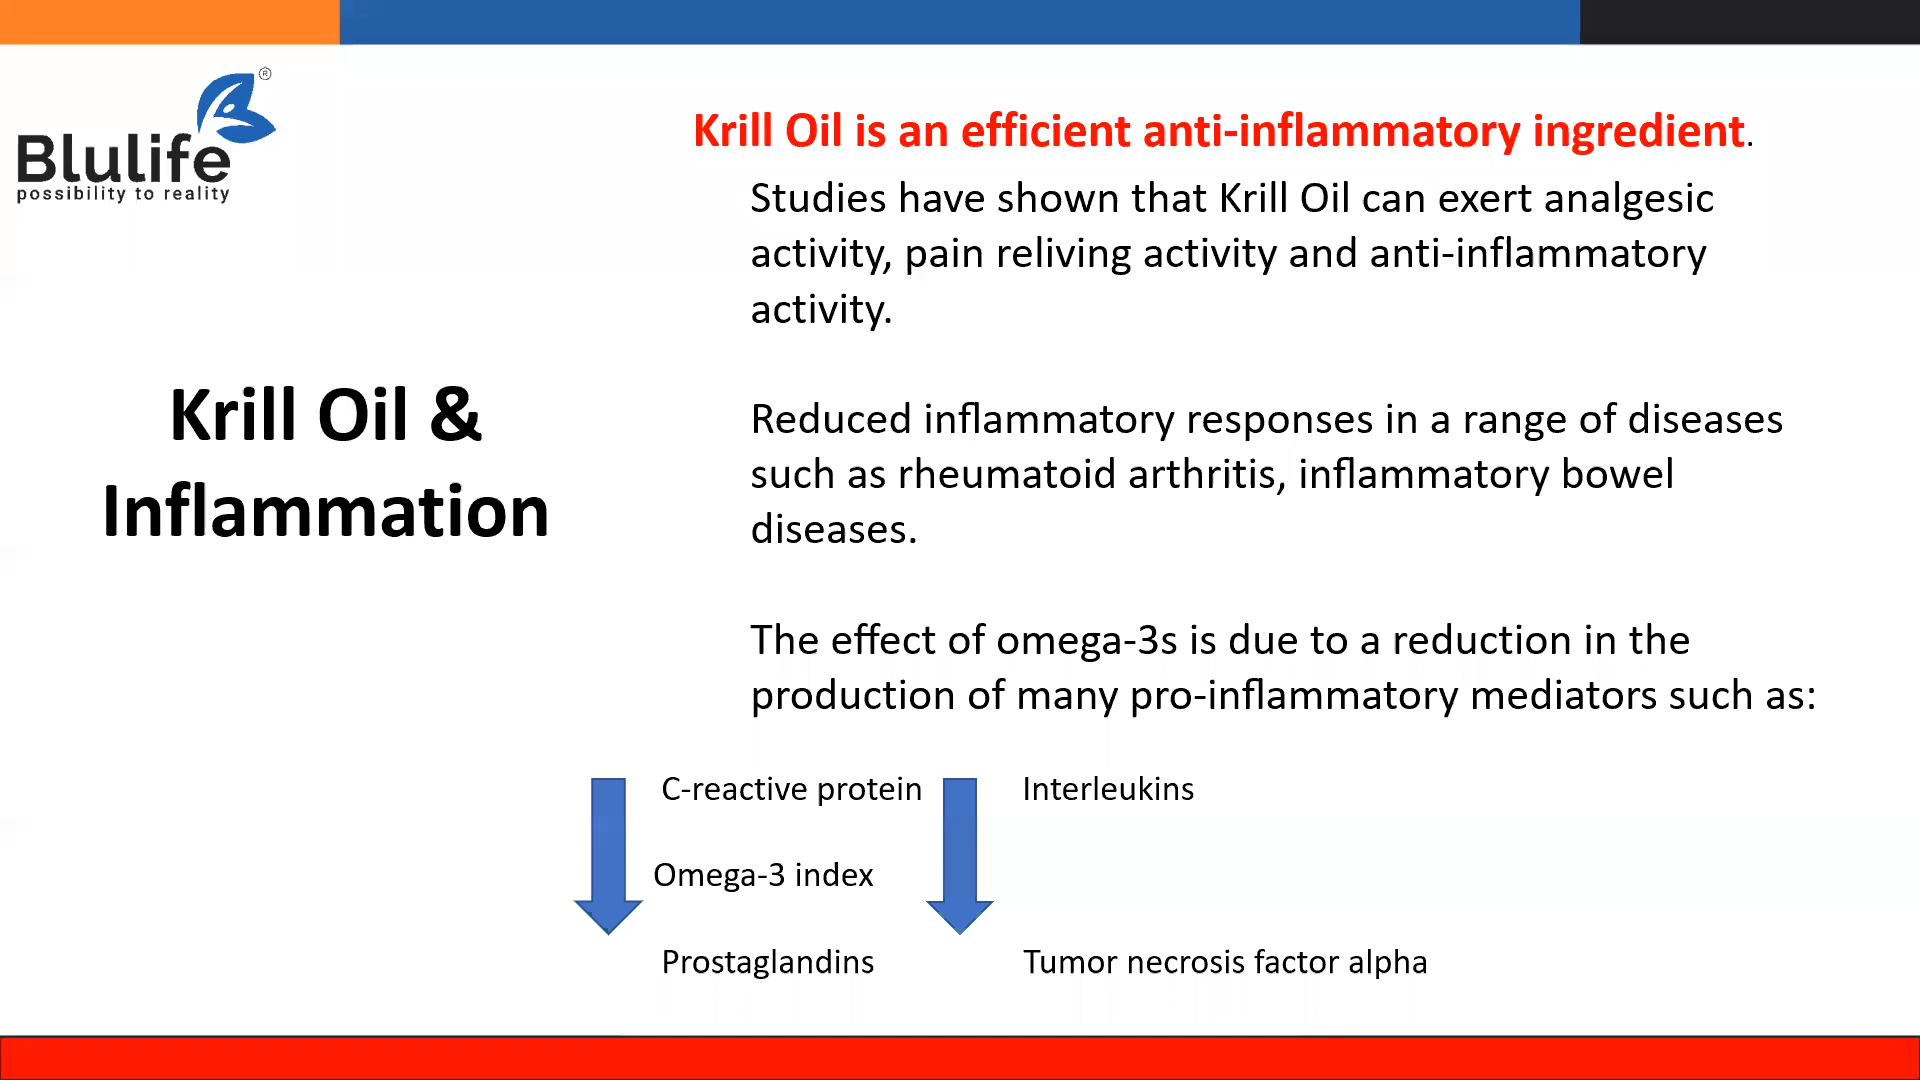 ®
Blulife
possibility to reality
Krill Oil &
Inflammation
Krill Oil is an efficient anti-inflammatory ingredient.
Studies have shown that Krill Oil can exert analgesic
activity, pain reliving activity and anti-inflammatory
activity.
Reduced inflammatory responses in a range of diseases
such as rheumatoid arthritis, inflammatory bowel
diseases.
The effect of omega-3s is due to a reduction in the
production of many pro-inflammatory mediators such as:
C-reactive protein
Interleukins
Omega-3 index
Prostaglandins
Tumor necrosis factor alpha